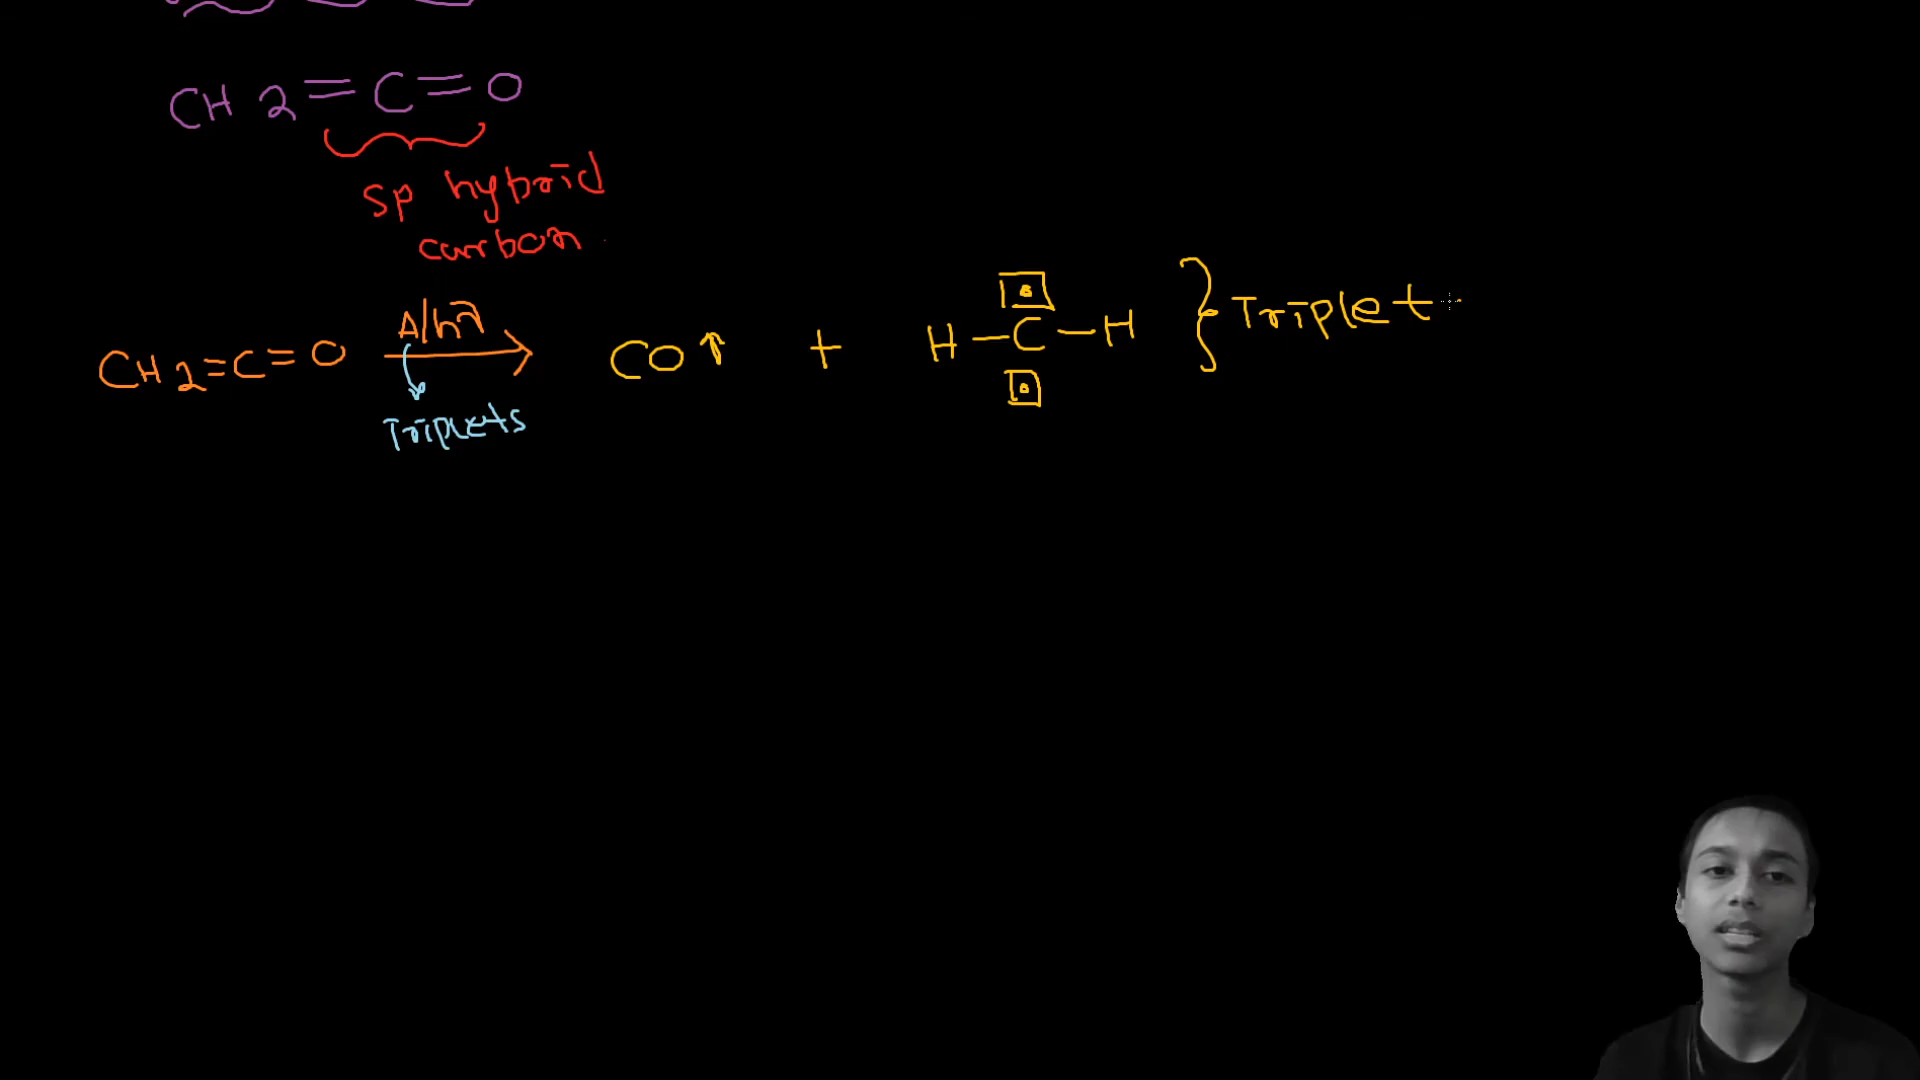 CH2=C=O
sp hybrid
carbon
Δ/hν
CH2=C=O → CO↑ + H-C-H } Triplet
Triplets